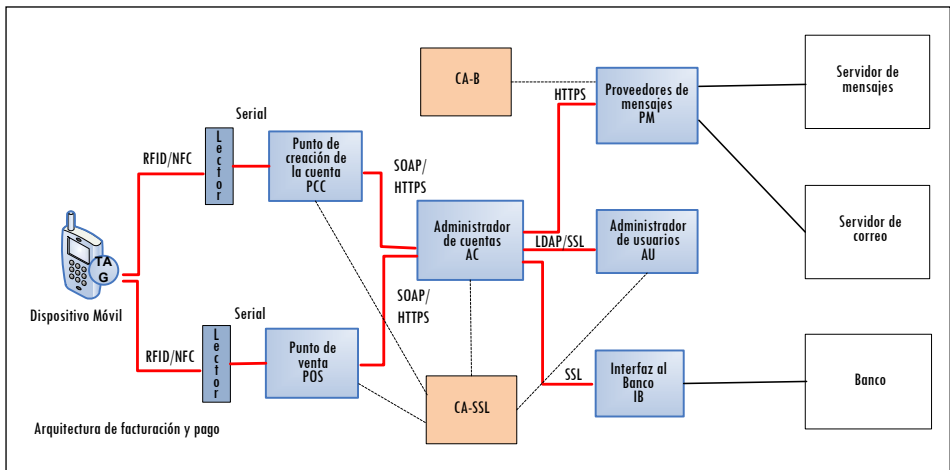 CA-B
HTTPS
Proveedores de
mensajes
PM
Servidor de
mensajes
Serial
Lector
RFID/NFC
Punto de
creación de
la cuenta
PCC
SOAP/
HTTPS
Servidor de
correo
Administrador
de cuentas
AC
LDAP/SSL
Administrador
de usuarios
AU
TA
G
Dispositivo Móvil
SOAP/
HTTPS
Serial
Lector
RFID/NFC
Punto de
venta
POS
SSL
Interfaz al
Banco
IB
Banco
CA-SSL
Arquitectura de facturación y pago